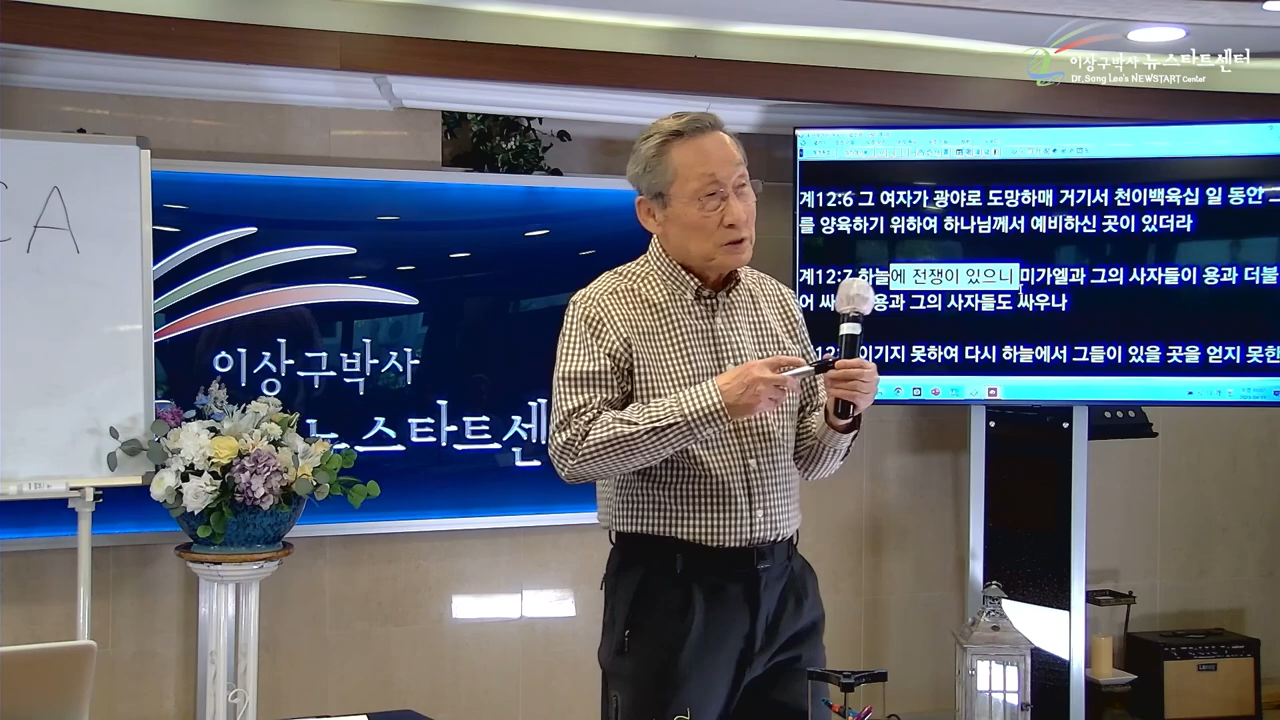 이상구박사 뉴스타트센터
Dr. Sang Lee's NEWSTART Center
CA
이상구박사
뉴스타트센
계12:6 그 여자가 광야로 도망하매 거기서 천이백육십 일 동안 그
를 양육하기 위하여 하나님께서 예비하신 곳이 있더라
계12:7 하늘에 전쟁이 있으니 미가엘과 그의 사자들이 용과 더불
어 싸 용과 그의 사자들도 싸우나
이기지 못하여 다시 하늘에서 그들이 있을 곳을 얻지 못한
LANEY